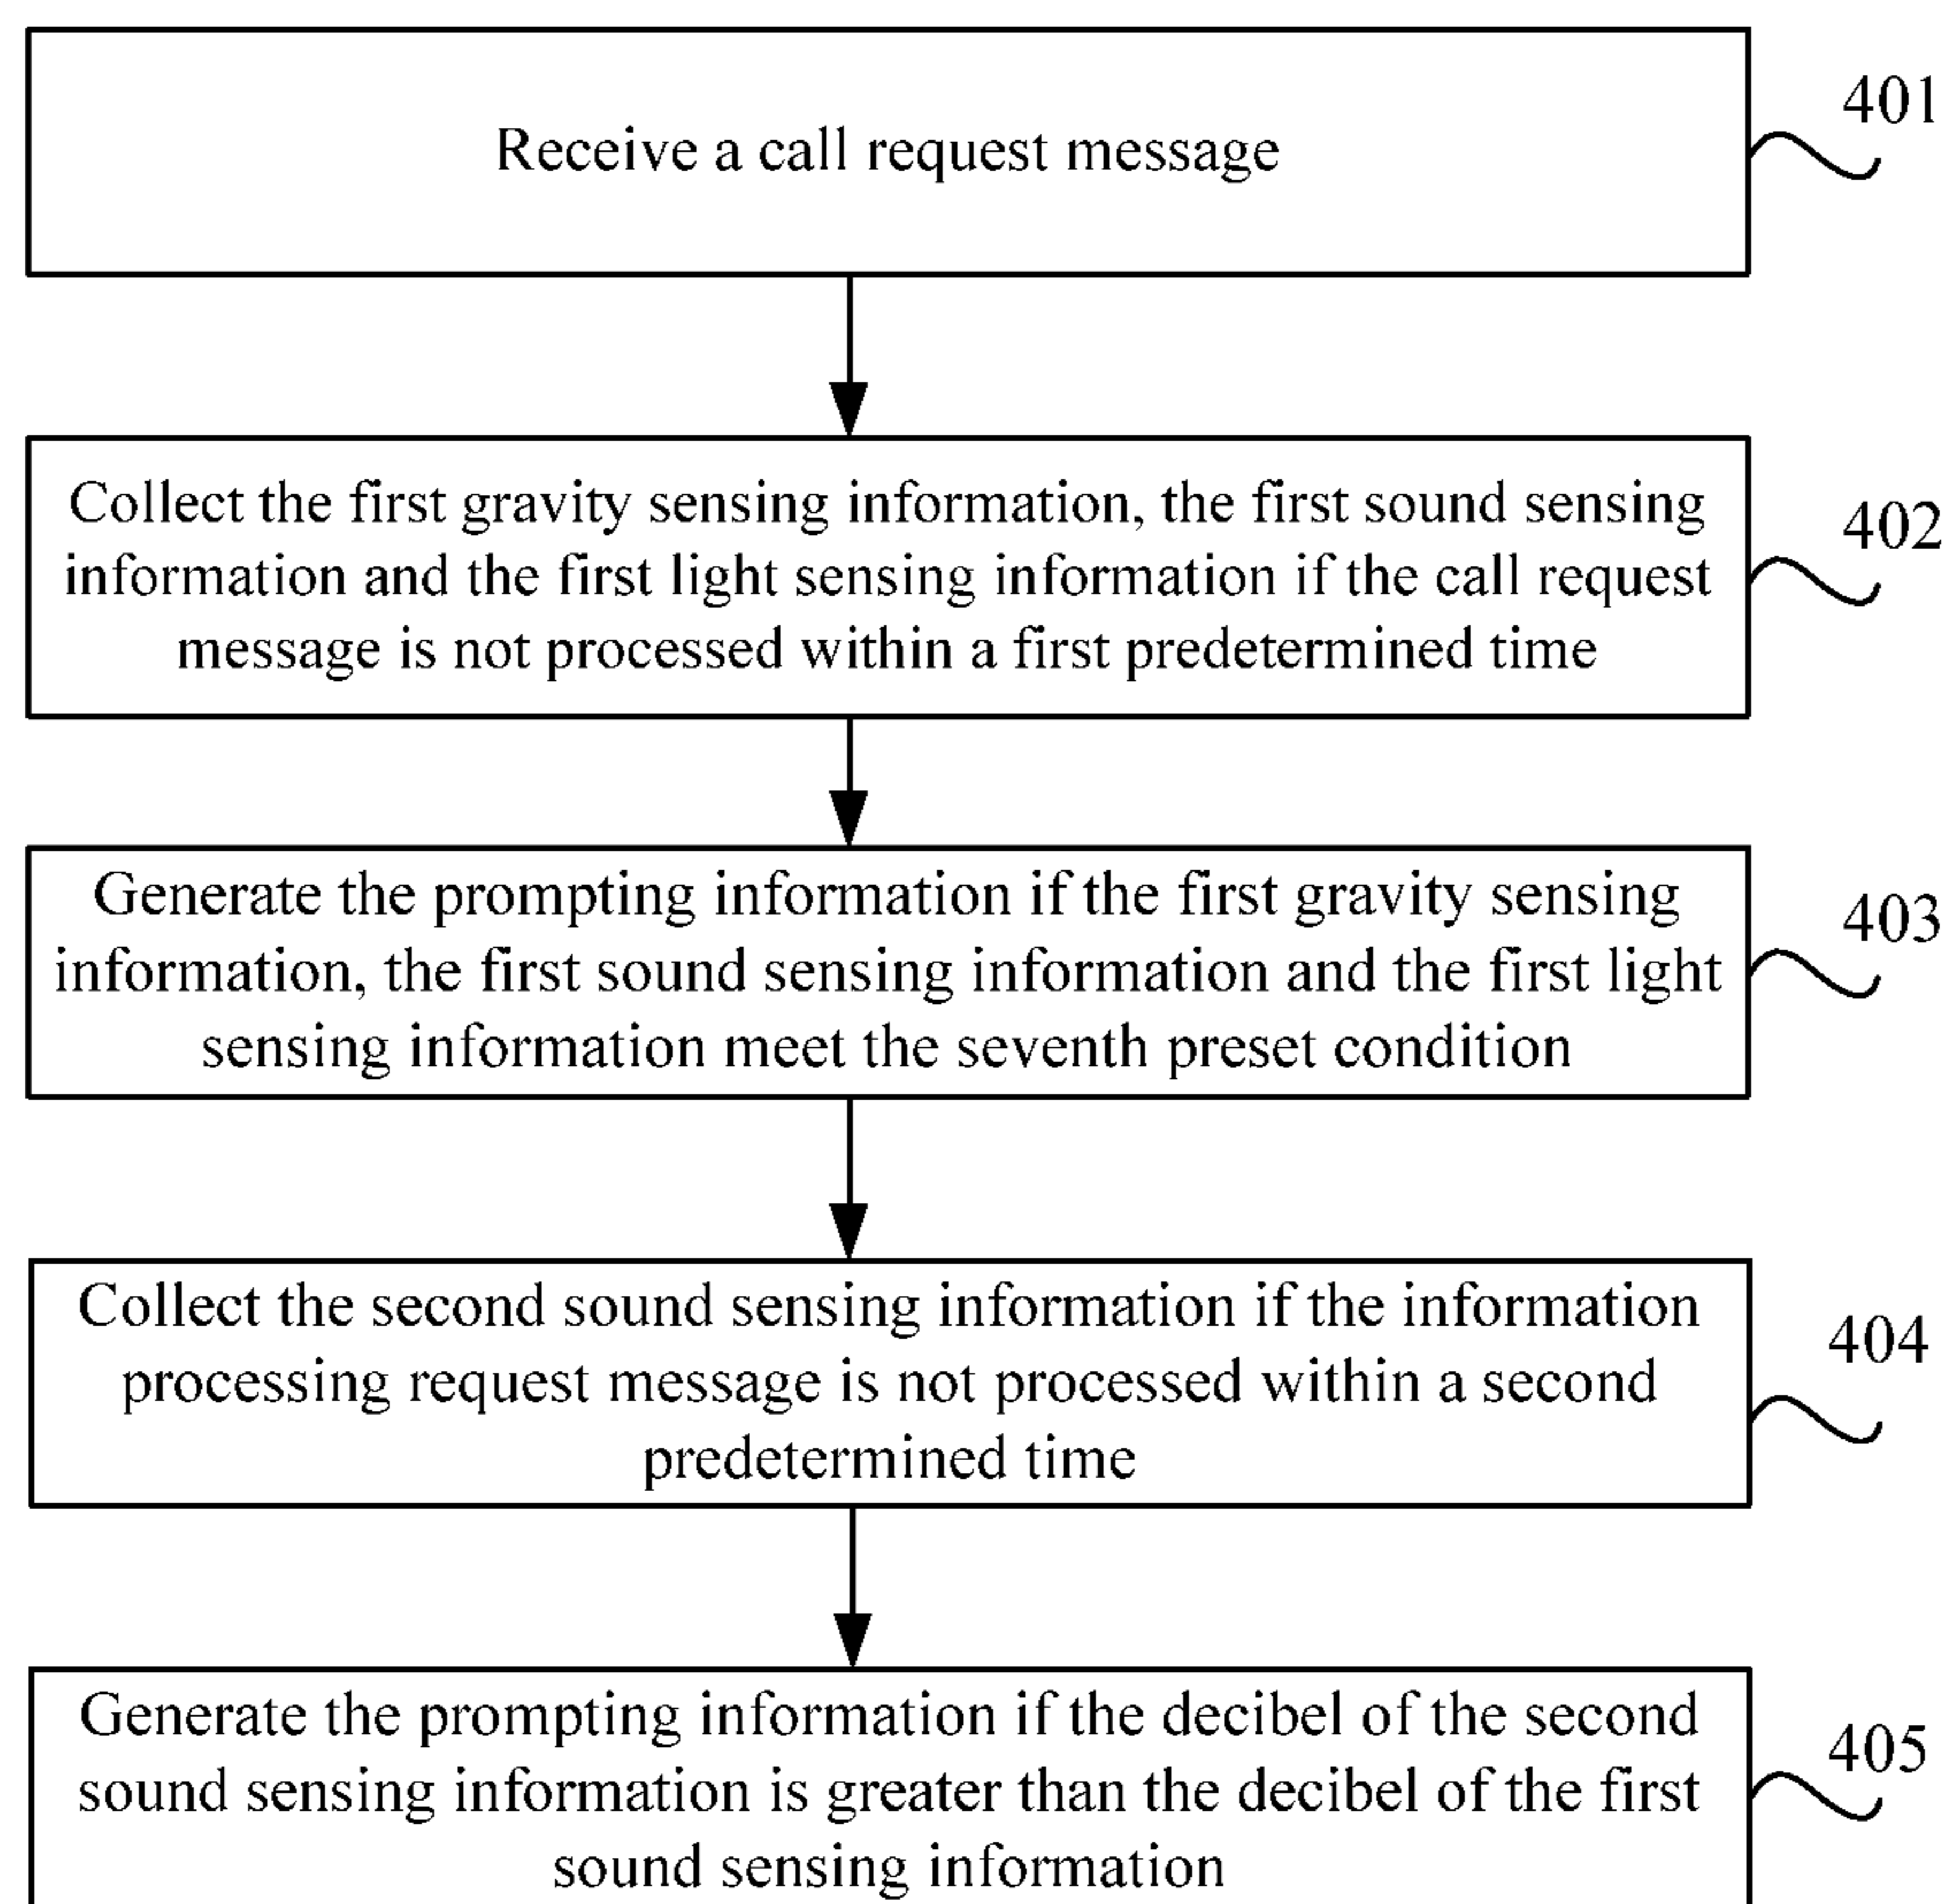 Receive a call request message
401
Collect the first gravity sensing information, the first sound sensing
information and the first light sensing information if the call request
message is not processed within a first predetermined time
402
Generate the prompting information if the first gravity sensing
information, the first sound sensing information and the first light
sensing information meet the seventh preset condition
403
Collect the second sound sensing information if the information
processing request message is not processed within a second
predetermined time
404
Generate the prompting information if the decibel of the second
sound sensing information is greater than the decibel of the first
sound sensing information
405